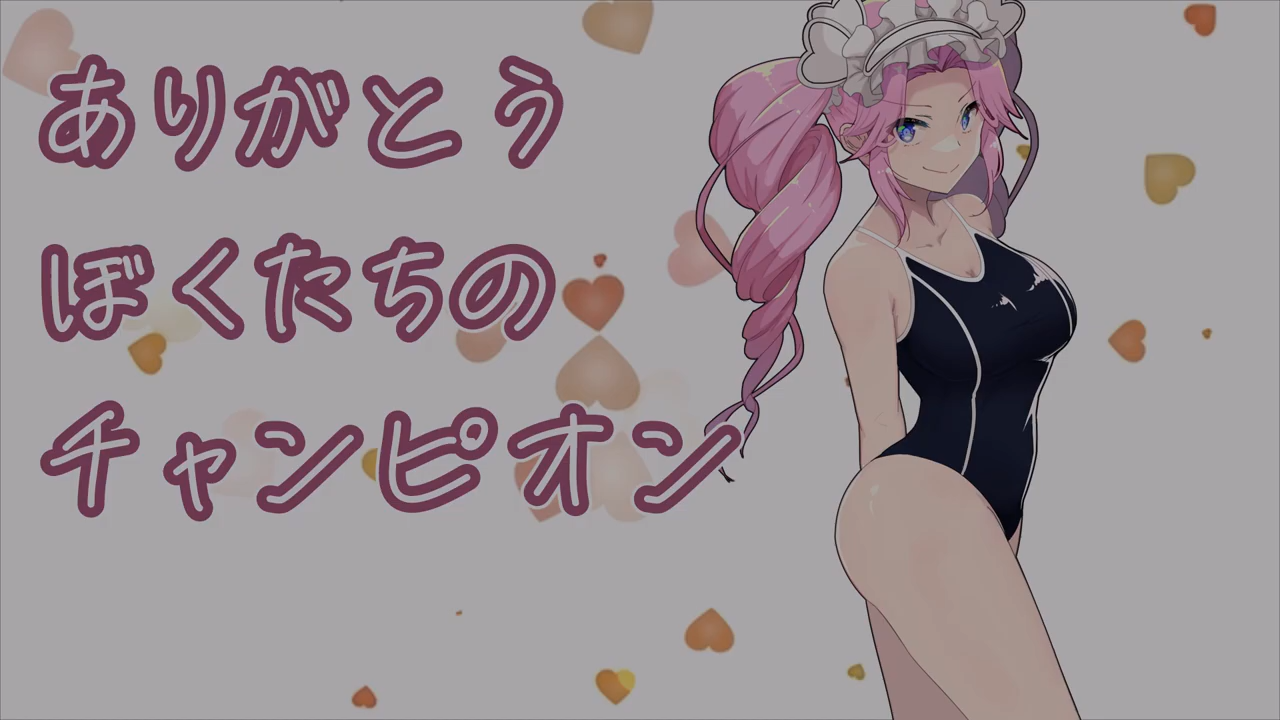 ありがとう
ぼくたちの
チャンピオン